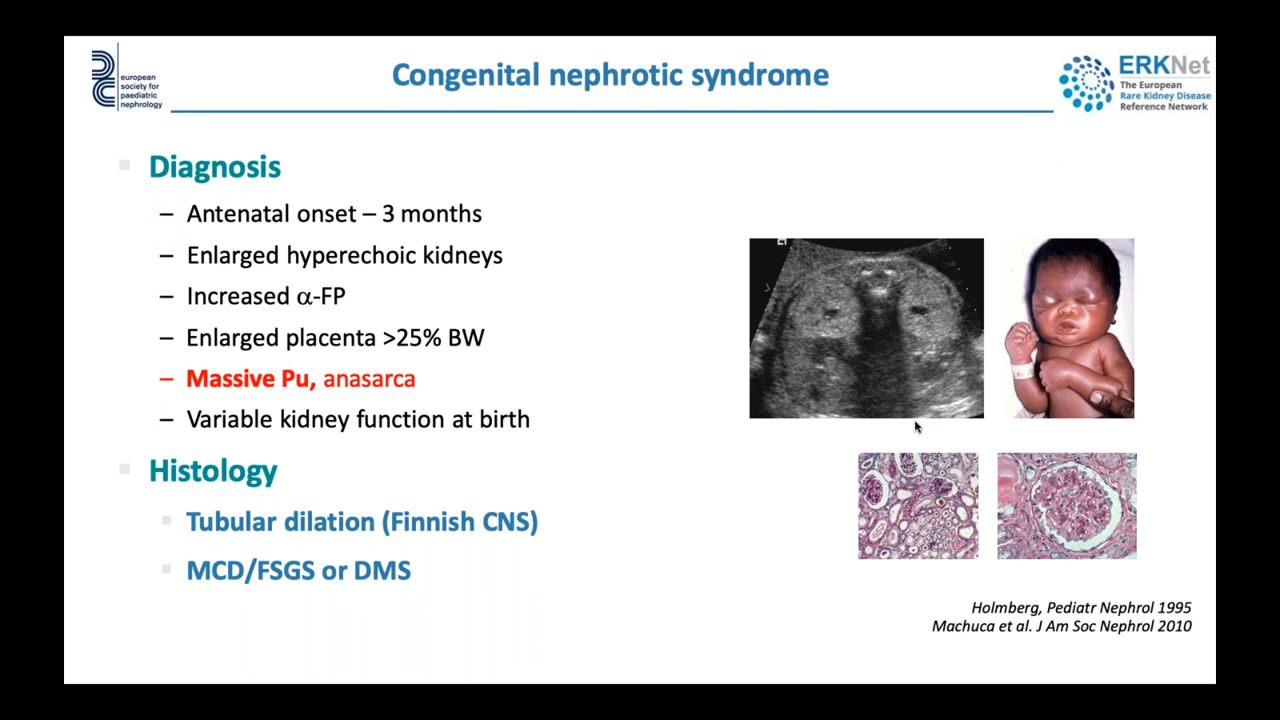 european
society for
paediatric
nephrology
Congenital nephrotic syndrome
ERKNet
The European
Rare Kidney Disease
Reference Network
Diagnosis
– Antenatal onset – 3 months
– Enlarged hyperechoic kidneys
– Increased α-FP
– Enlarged placenta >25% BW
– Massive Pu, anasarca
– Variable kidney function at birth
Histology
Tubular dilation (Finnish CNS)
MCD/FSGS or DMS
Holmberg, Pediatr Nephrol 1995
Machuca et al. J Am Soc Nephrol 2010